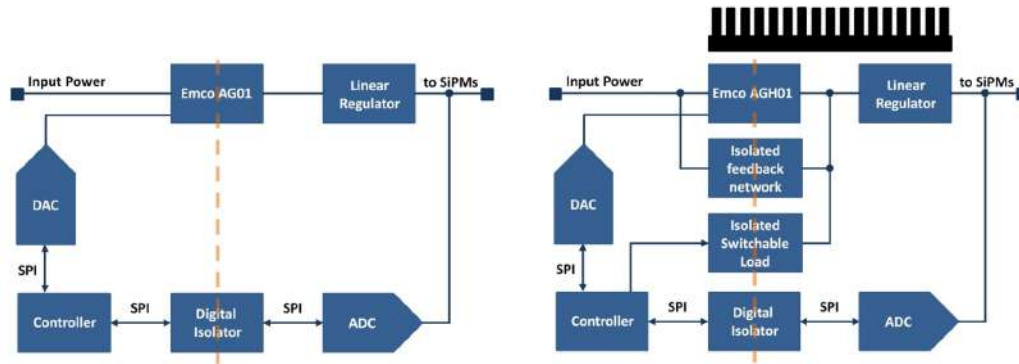 Input Power
Emco AG01
Linear
Regulator
to SiPMs
DAC
SPI
Controller
SPI
Digital
Isolator
SPI
ADC
Input Power
Emco AGH01
Linear
Regulator
to SiPMs
Isolated
feedback
network
DAC
Isolated
Switchable
Load
SPI
Controller
SPI
Digital
Isolator
SPI
ADC